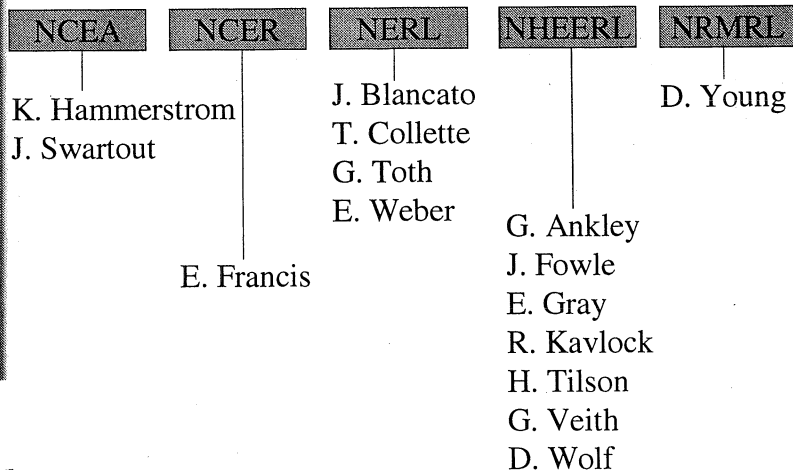 NCEA
K. Hammerstrom
J. Swartout
NCER
E. Francis
NERL
J. Blancato
T. Collette
G. Toth
E. Weber
NHEERL
G. Ankley
J. Fowle
E. Gray
R. Kavlock
H. Tilson
G. Veith
D. Wolf
NRMRL
D. Young